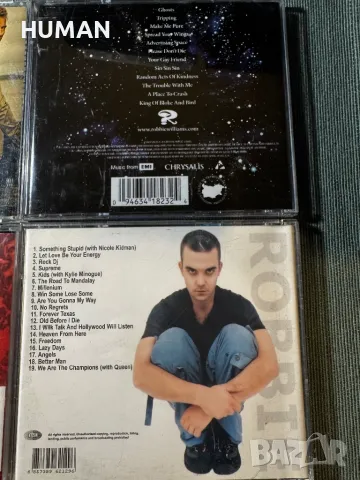 HUMAN
Ghosts
Tripping
Make Me Pure
Spread Your Wings
Advertising Space
Please Don't Die
Your Gay Friend
Sin Sin Sin
Random Acts Of Kindness
The Trouble With Me
A Place To Crash
King Of Bloke And Bird
www.robbiewilliams.com
Music from EMI CHRYSALIS
0 94634 18232
1. Something Stupid (with Nicole Kidman)
2. Let Love Be Your Energy
3. Rock Dj
4. Supreme
5. Kids (with Kylie Minogue)
6. The Road To Mandalay
7. Millenium
8. Win Some Lose Some
9. Are You Gonna My Way
10. No Regrets
11. Forever Texas
12. Old Before I Die
13. I Wilk Talk And Hollywood Will Listen
14. Heaven From Here
15. Freedom
16. Lazy Days
17. Angels
18. Better Man
19. We Are The Champions (with Queen)
ROBBI
BAZAR